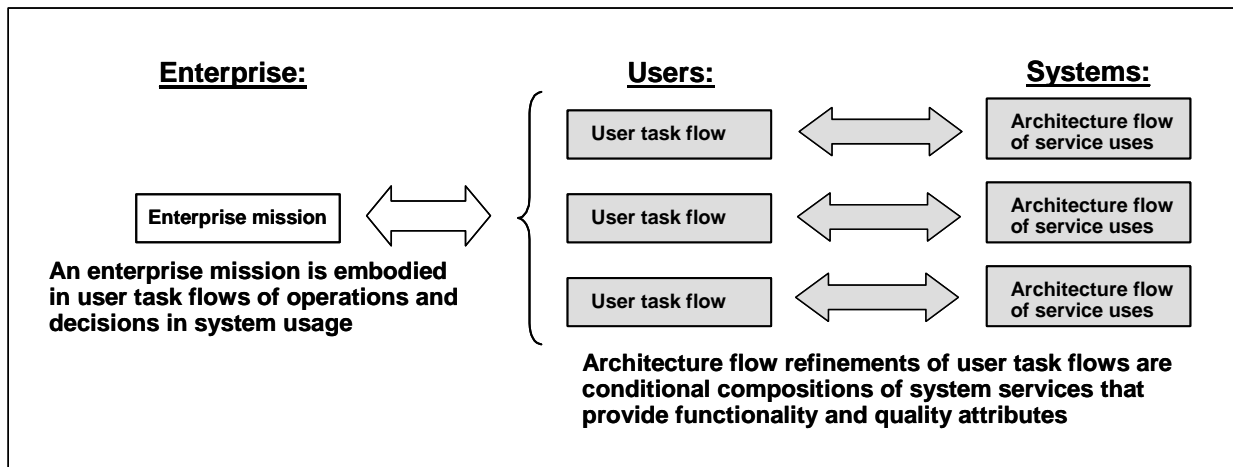 Enterprise:
Users:
Systems:
User task flow
Architecture flow
of service uses
Enterprise mission
User task flow
Architecture flow
of service uses
An enterprise mission is embodied
in user task flows of operations and
decisions in system usage
User task flow
Architecture flow
of service uses
Architecture flow refinements of user task flows are
conditional compositions of system services that
provide functionality and quality attributes